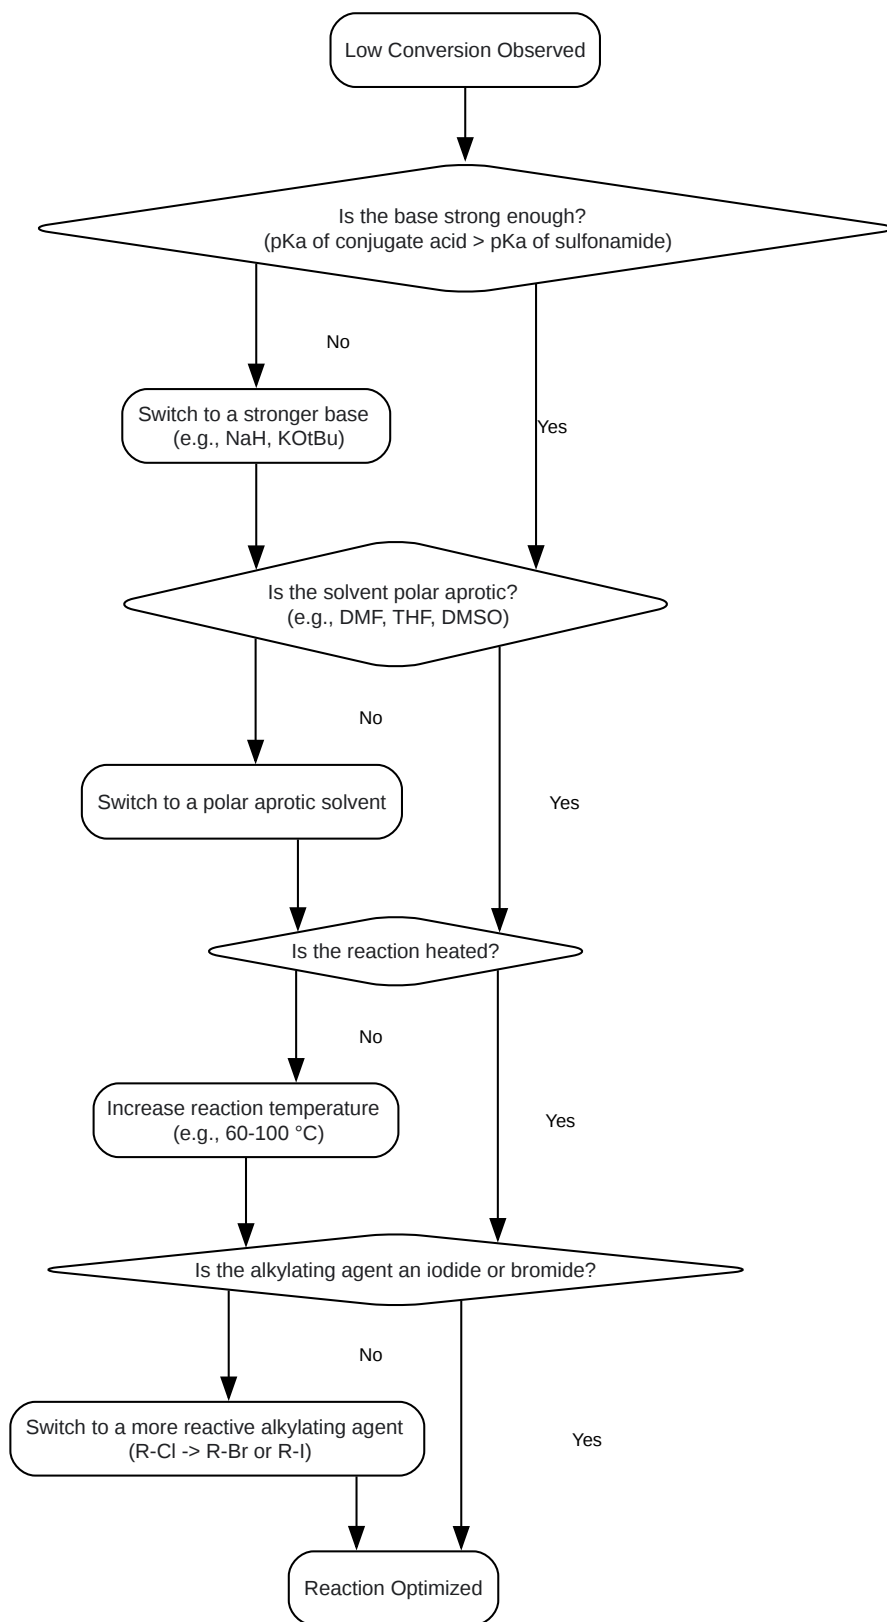 Low Conversion Observed
Is the base strong enough?
(pKa of conjugate acid > pKa of sulfonamide)
No
Switch to a stronger base
(e.g., NaH, KOtBu)
Yes
Is the solvent polar aprotic?
(e.g., DMF, THF, DMSO)
No
Switch to a polar aprotic solvent
Yes
Is the reaction heated?
No
Increase reaction temperature
(e.g., 60-100 °C)
Yes
Is the alkylating agent an iodide or bromide?
No
Switch to a more reactive alkylating agent
(R-Cl -> R-Br or R-I)
Yes
Reaction Optimized